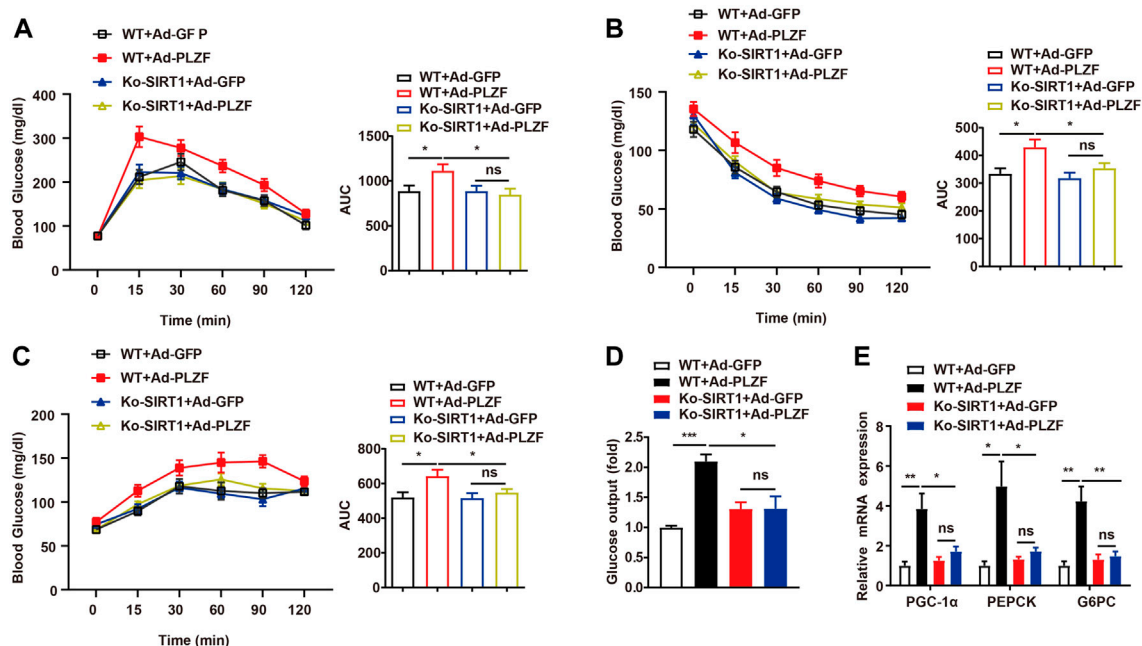 A
WT+Ad-GF P
WT+Ad-PLZF
Ko-SIRT1+Ad-GFP
Ko-SIRT1+Ad-PLZF
Blood Glucose (mg/dl)
400
300
200
100
0
0 15 30 60 90 120
Time (min)
WT+Ad-GFP
WT+Ad-PLZF
Ko-SIRT1+Ad-GFP
Ko-SIRT1+Ad-PLZF
AUC
1500
1000
500
0
* *
ns
B
WT+Ad-GFP
WT+Ad-PLZF
Ko-SIRT1+Ad-GFP
Ko-SIRT1+Ad-PLZF
Blood Glucose (mg/dl)
150
100
50
0
0 15 30 60 90 120
Time (min)
WT+Ad-GFP
WT+Ad-PLZF
Ko-SIRT1+Ad-GFP
Ko-SIRT1+Ad-PLZF
AUC
400
300
200
100
0
* *
ns
C
WT+Ad-GFP
WT+Ad-PLZF
Ko-SIRT1+Ad-GFP
Ko-SIRT1+Ad-PLZF
Blood Glucose (mg/dl)
200
150
100
50
0
0 15 30 60 90 120
Time (min)
WT+Ad-GFP
WT+Ad-PLZF
Ko-SIRT1+Ad-GFP
Ko-SIRT1+Ad-PLZF
AUC
800
600
400
200
0
* *
ns
D
WT+Ad-GFP
WT+Ad-PLZF
Ko-SIRT1+Ad-GFP
Ko-SIRT1+Ad-PLZF
Glucose output (fold)
2.5
2.0
1.5
1.0
0.5
0.0
*** *
ns
E
WT+Ad-GFP
WT+Ad-PLZF
Ko-SIRT1+Ad-GFP
Ko-SIRT1+Ad-PLZF
Relative mRNA expression
8
6
4
2
0
** *
ns
* *
ns
** **
ns
PGC-1α PEPCK G6PC